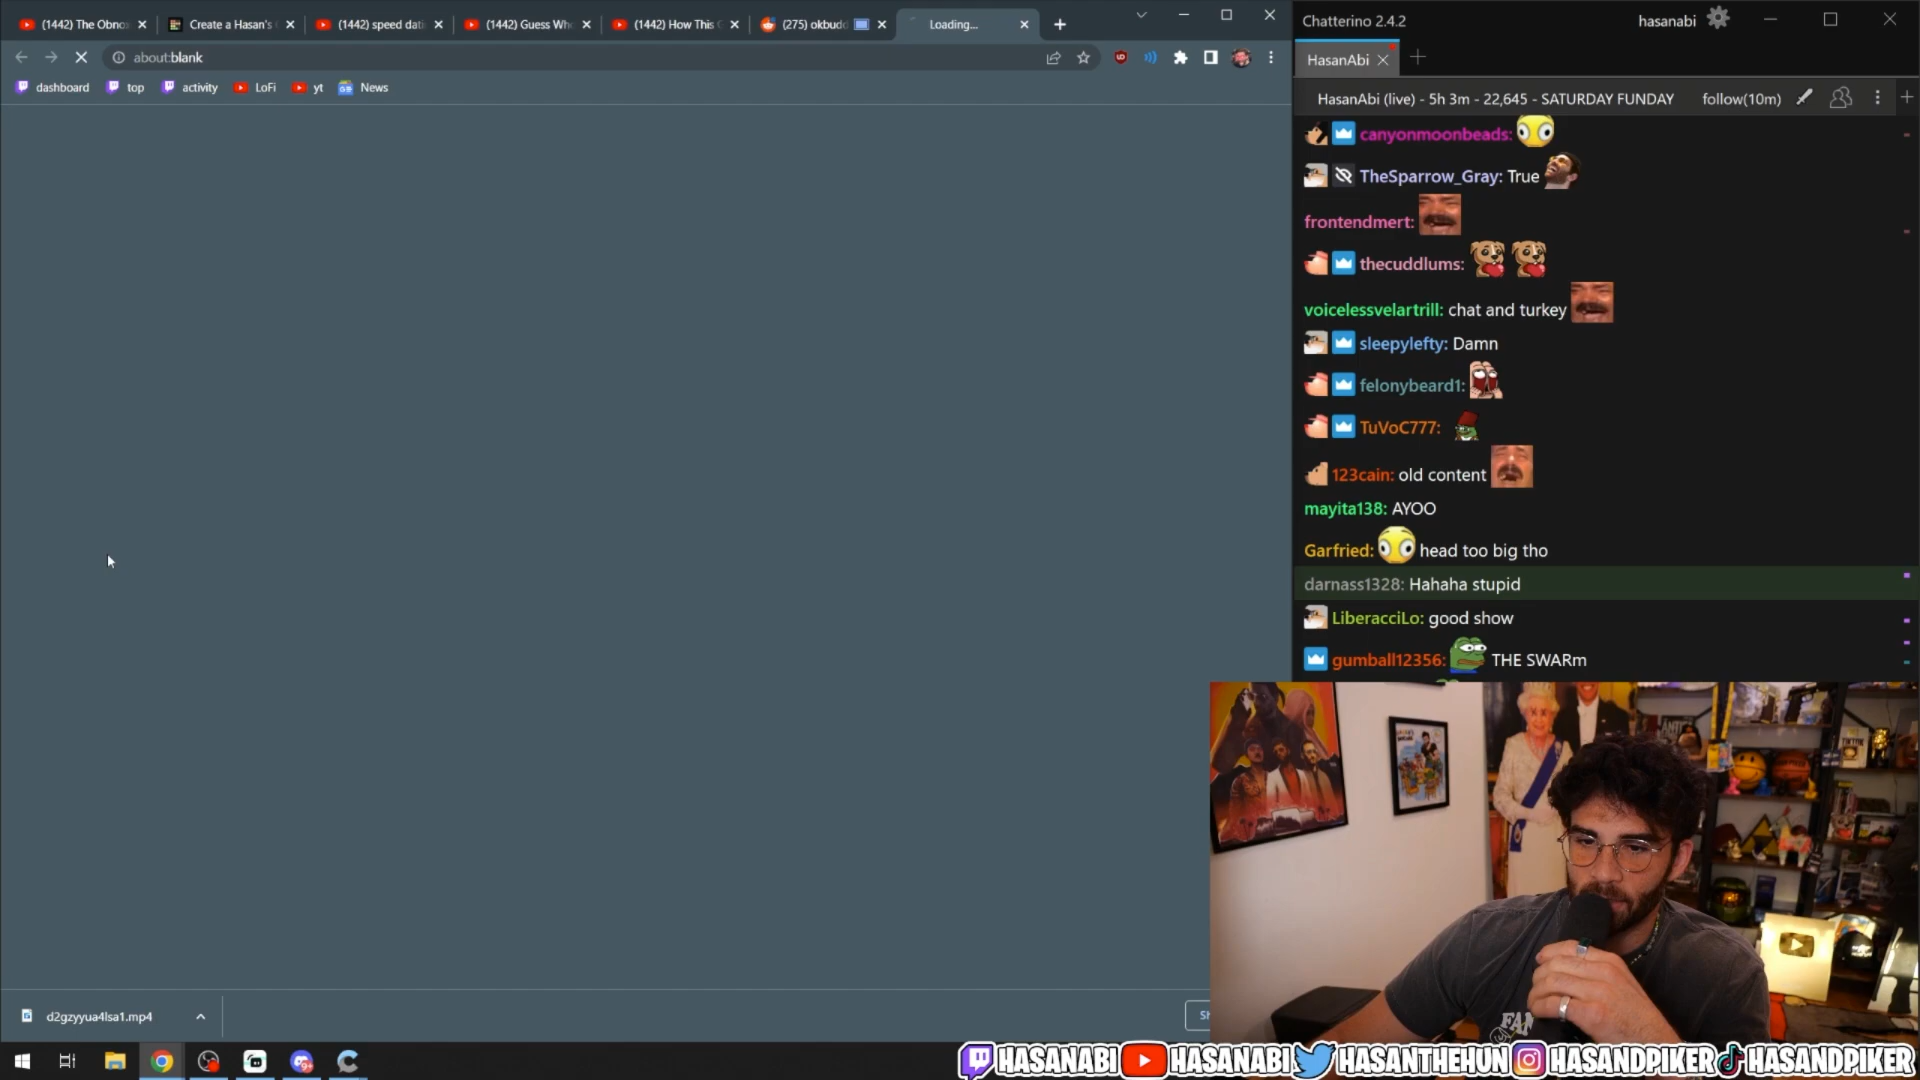 (1442) The Obno
Create a Hasan's
(1442) speed dati
(1442) Guess Wh
(1442) How This
(275) okbudd
Loading...
about:blank
dashboard
top
activity
LoFi
yt
News
Chatterino 2.4.2
hasanabi
HasanAbi
HasanAbi (live) - 5h 3m - 22,645 - SATURDAY FUNDAY
follow(10m)
canyonmoonbeads:
TheSparrow_Gray: True
frontendmert:
thecuddlums:
voicelessvelartrill: chat and turkey
sleepylefty: Damn
felonybeard1:
TuVoC777:
123cain: old content
mayita138: AYOO
Garfried: head too big tho
darnass1328: Hahaha stupid
LiberacciLo: good show
gumball12356: THE SWARm
d2gzyyua4lsa1.mp4
HASANABI HASANABI HASANTHEHUN HASANDPIKER HASANDPIKER